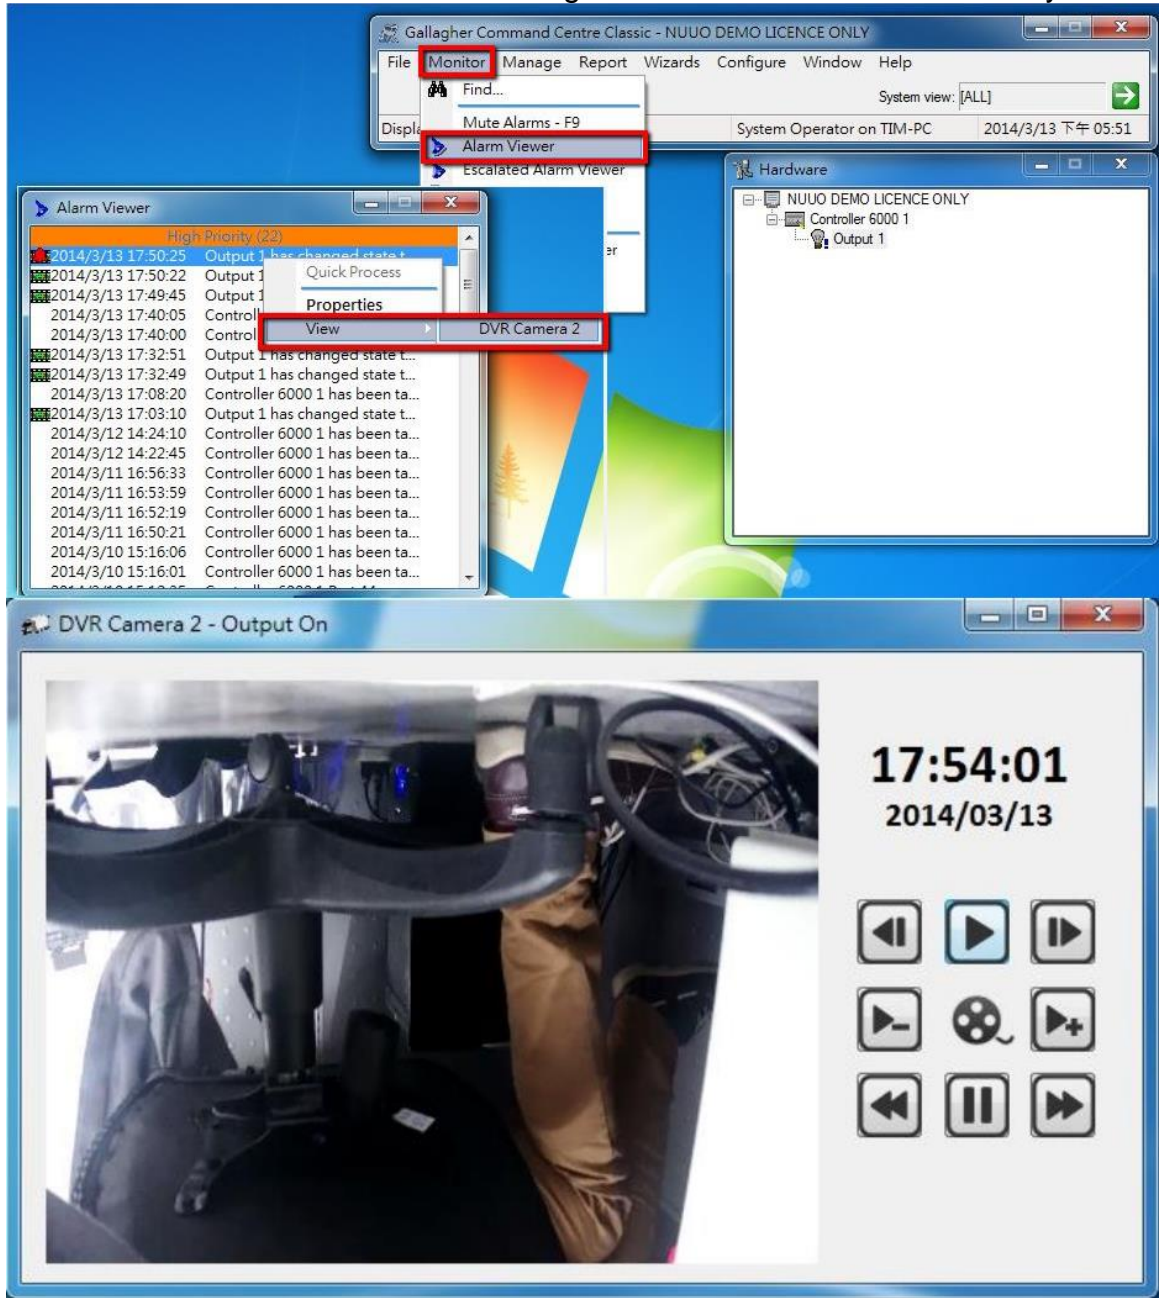 Gallagher Command Centre Classic - NUUO DEMO LICENCE ONLY
File Monitor Manage Report Wizards Configure Window Help
Find...
System view: [ALL]
Mute Alarms - F9
System Operator on TIM-PC 2014/3/13 下午 05:51
Alarm Viewer
Escalated Alarm Viewer
Hardware
NUUO DEMO LICENCE ONLY
Controller 6000 1
Output 1
Alarm Viewer
High Priority (22)
2014/3/13 17:50:25 Output 1 has changed state t...
2014/3/13 17:50:22 Output 1
2014/3/13 17:49:45 Output 1
2014/3/13 17:40:05 Control
2014/3/13 17:40:00 Control
Quick Process
Properties
View DVR Camera 2
2014/3/13 17:32:51 Output 1 has changed state t...
2014/3/13 17:32:49 Output 1 has changed state t...
2014/3/13 17:08:20 Controller 6000 1 has been ta...
2014/3/13 17:03:10 Output 1 has changed state t...
2014/3/12 14:24:10 Controller 6000 1 has been ta...
2014/3/12 14:22:45 Controller 6000 1 has been ta...
2014/3/11 16:56:33 Controller 6000 1 has been ta...
2014/3/11 16:53:59 Controller 6000 1 has been ta...
2014/3/11 16:52:19 Controller 6000 1 has been ta...
2014/3/11 16:50:21 Controller 6000 1 has been ta...
2014/3/10 15:16:06 Controller 6000 1 has been ta...
2014/3/10 15:16:01 Controller 6000 1 has been ta...
DVR Camera 2 - Output On
17:54:01
2014/03/13